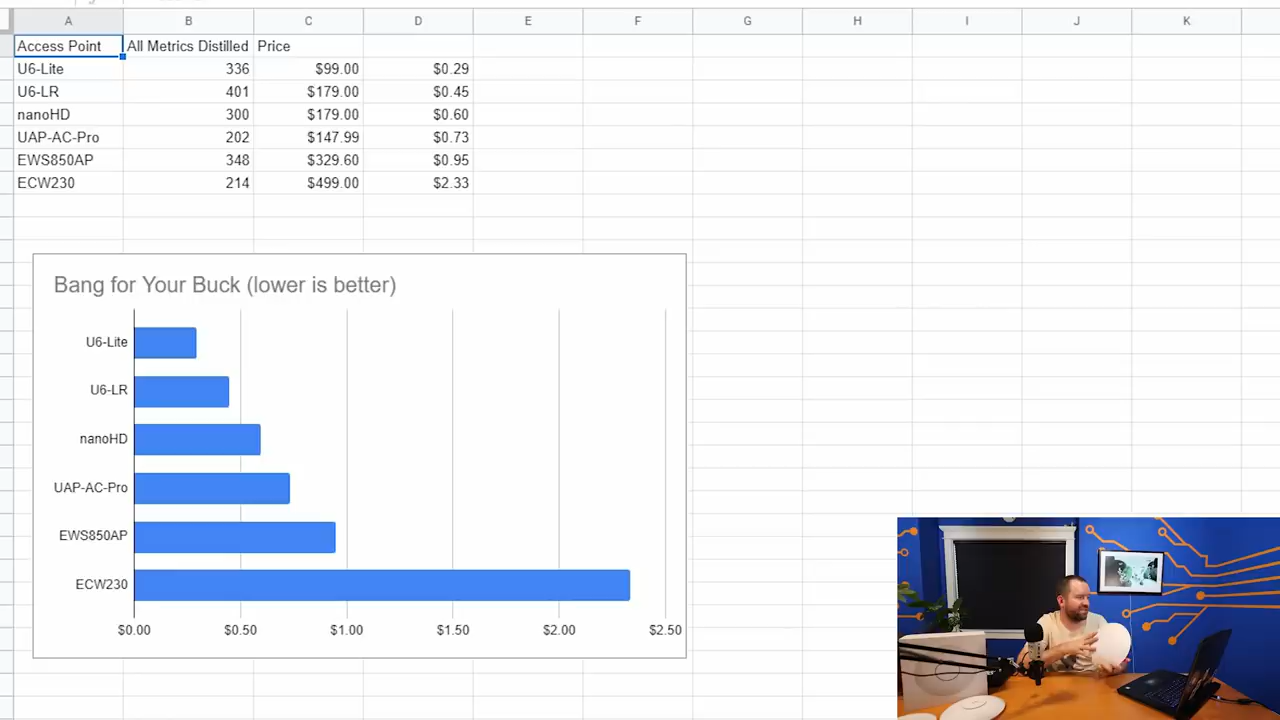 A B C D E F G H I J K
Access Point All Metrics Distilled Price
U6-Lite 336 $99.00 $0.29
U6-LR 401 $179.00 $0.45
nanoHD 300 $179.00 $0.60
UAP-AC-Pro 202 $147.99 $0.73
EWS850AP 348 $329.60 $0.95
ECW230 214 $499.00 $2.33
Bang for Your Buck (lower is better)
U6-Lite
U6-LR
nanoHD
UAP-AC-Pro
EWS850AP
ECW230
$0.00 $0.50 $1.00 $1.50 $2.00 $2.50